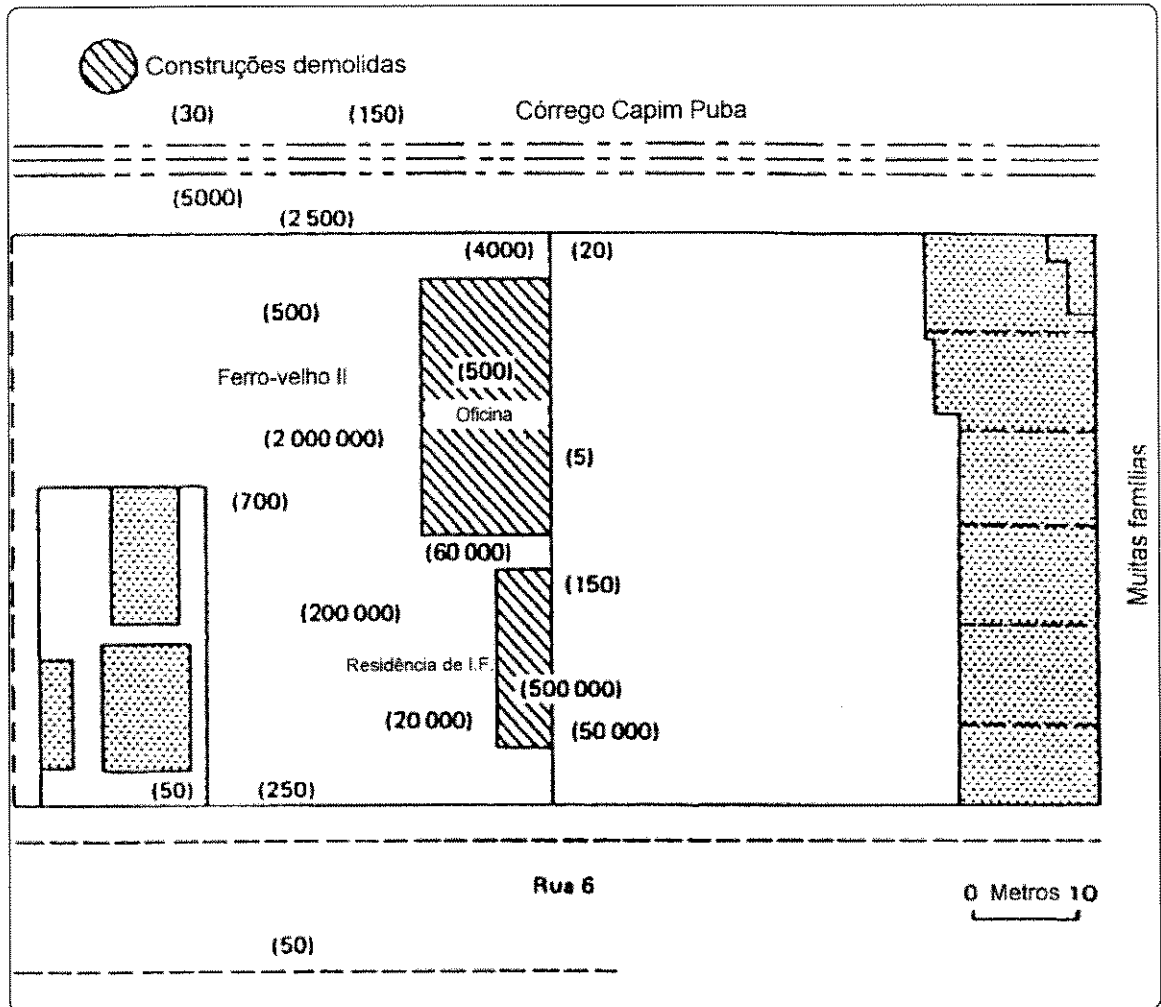 Construções demolidas
(30) (150) Córrego Capim Puba
(5000)
(2 500)
(4000) (20)
(500)
Ferro-velho II (500)
Oficina
(2 000 000) (5)
(700)
(60 000)
(150)
(200 000)
Residência de I.F.
(500 000)
(20 000) (50 000)
(50) (250)
Muitas famílias
Rua 6
0 Metros 10
(50)